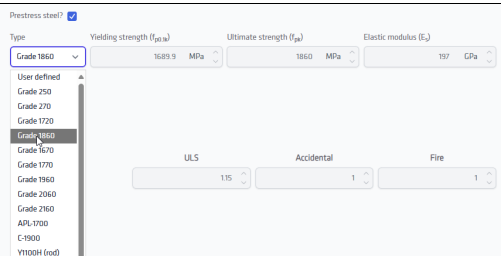 Prestress steel?
Type
Yielding strength (fp0.1k)
Ultimate strength (fpk)
Elastic modulus (Es)
Grade 1860
1689.9 MPa
1860 MPa
197 GPa
User defined
Grade 250
Grade 270
Grade 1720
Grade 1860
Grade 1670
Grade 1770
Grade 1960
Grade 2060
Grade 2160
APL-1700
C-1900
Y1100H (rod)
ULS
Accidental
Fire
1.15
1
1